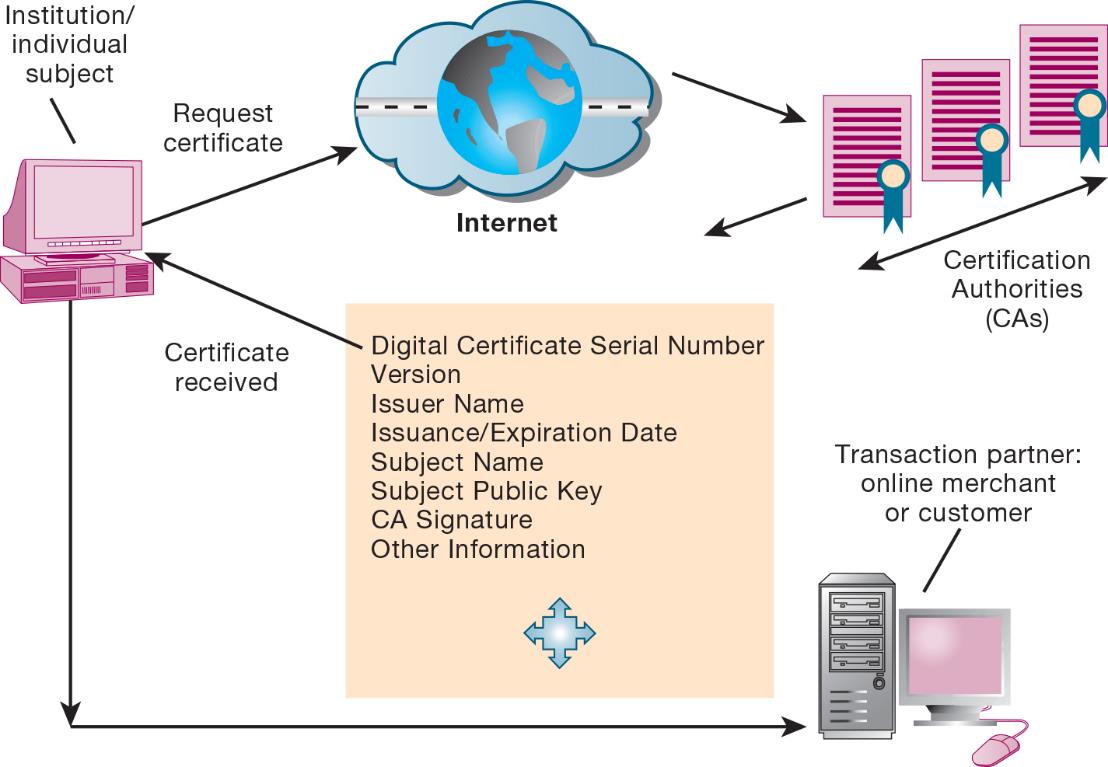 Institution/
individual
subject
Request
certificate
Internet
Certification
Authorities
(CAs)
Certificate
received
Digital Certificate Serial Number
Version
Issuer Name
Issuance/Expiration Date
Subject Name
Subject Public Key
CA Signature
Other Information
Transaction partner:
online merchant
or customer